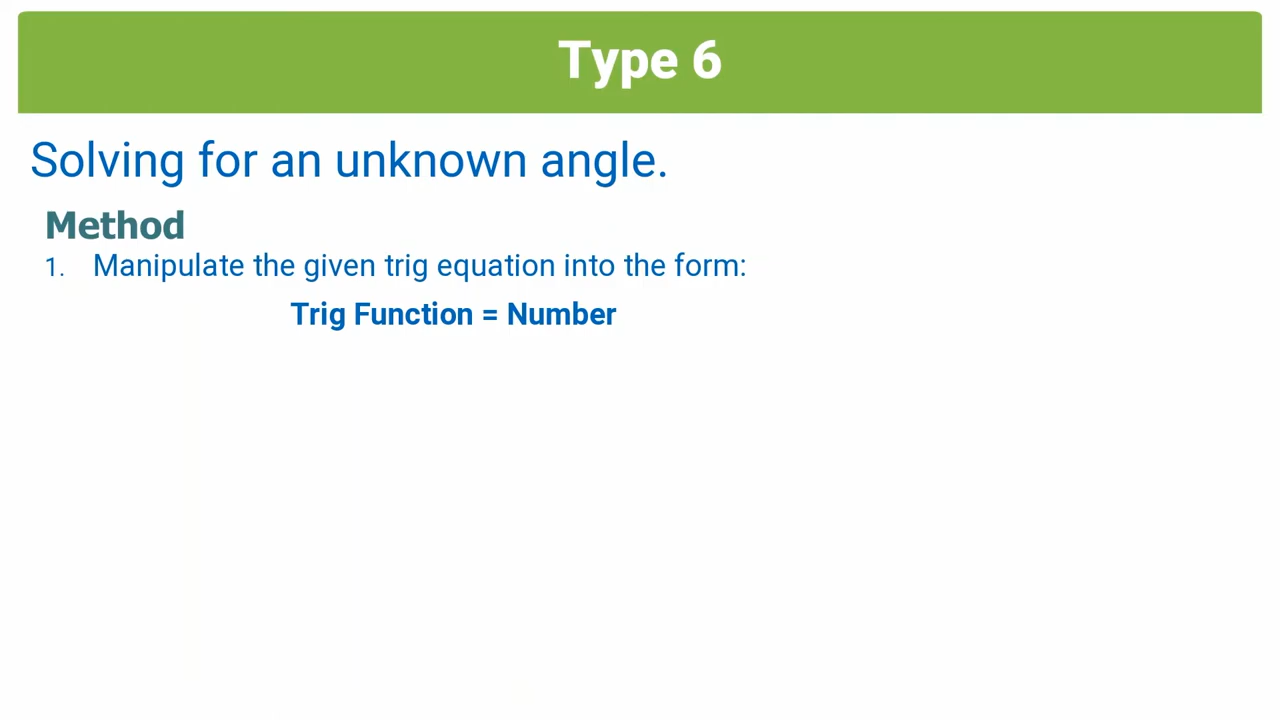 Type 6
Solving for an unknown angle.
Method
1. Manipulate the given trig equation into the form:
Trig Function = Number